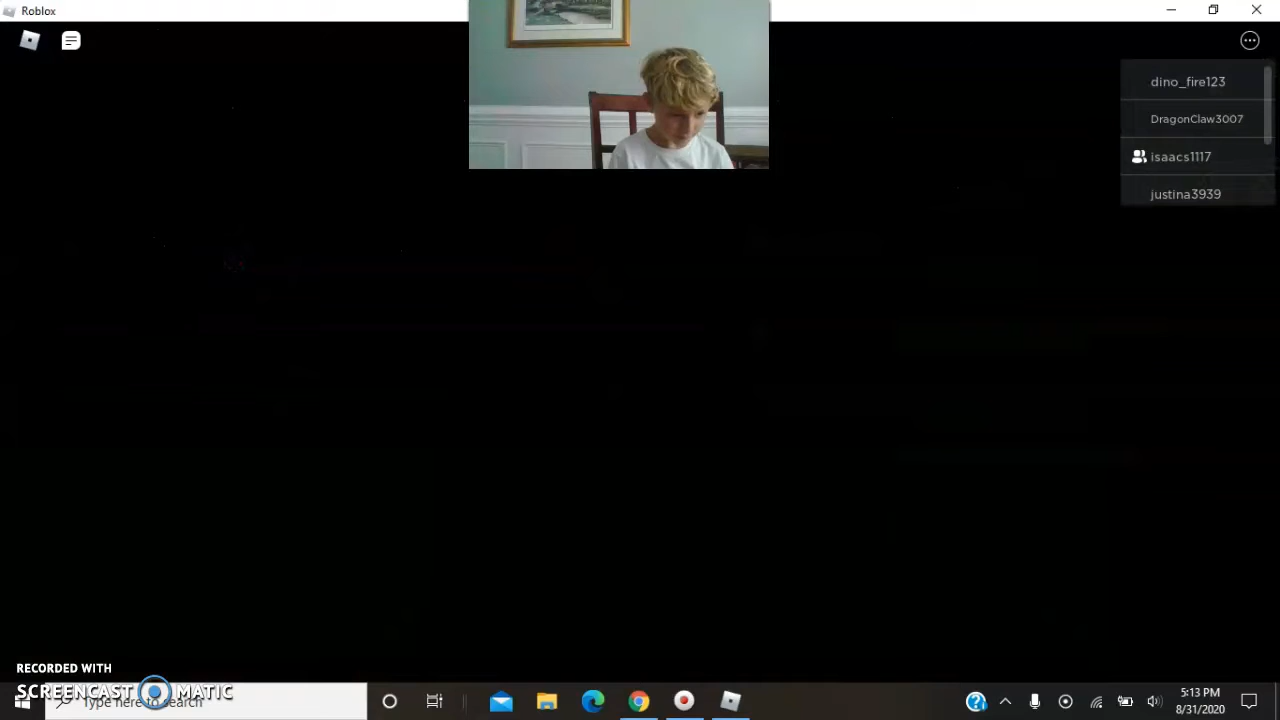 Roblox
dino_fire123
DragonClaw3007
isaacs1117
justina3939
RECORDED WITH
SCREENCAST MATIC
Type here to search
5:13 PM
8/31/2020